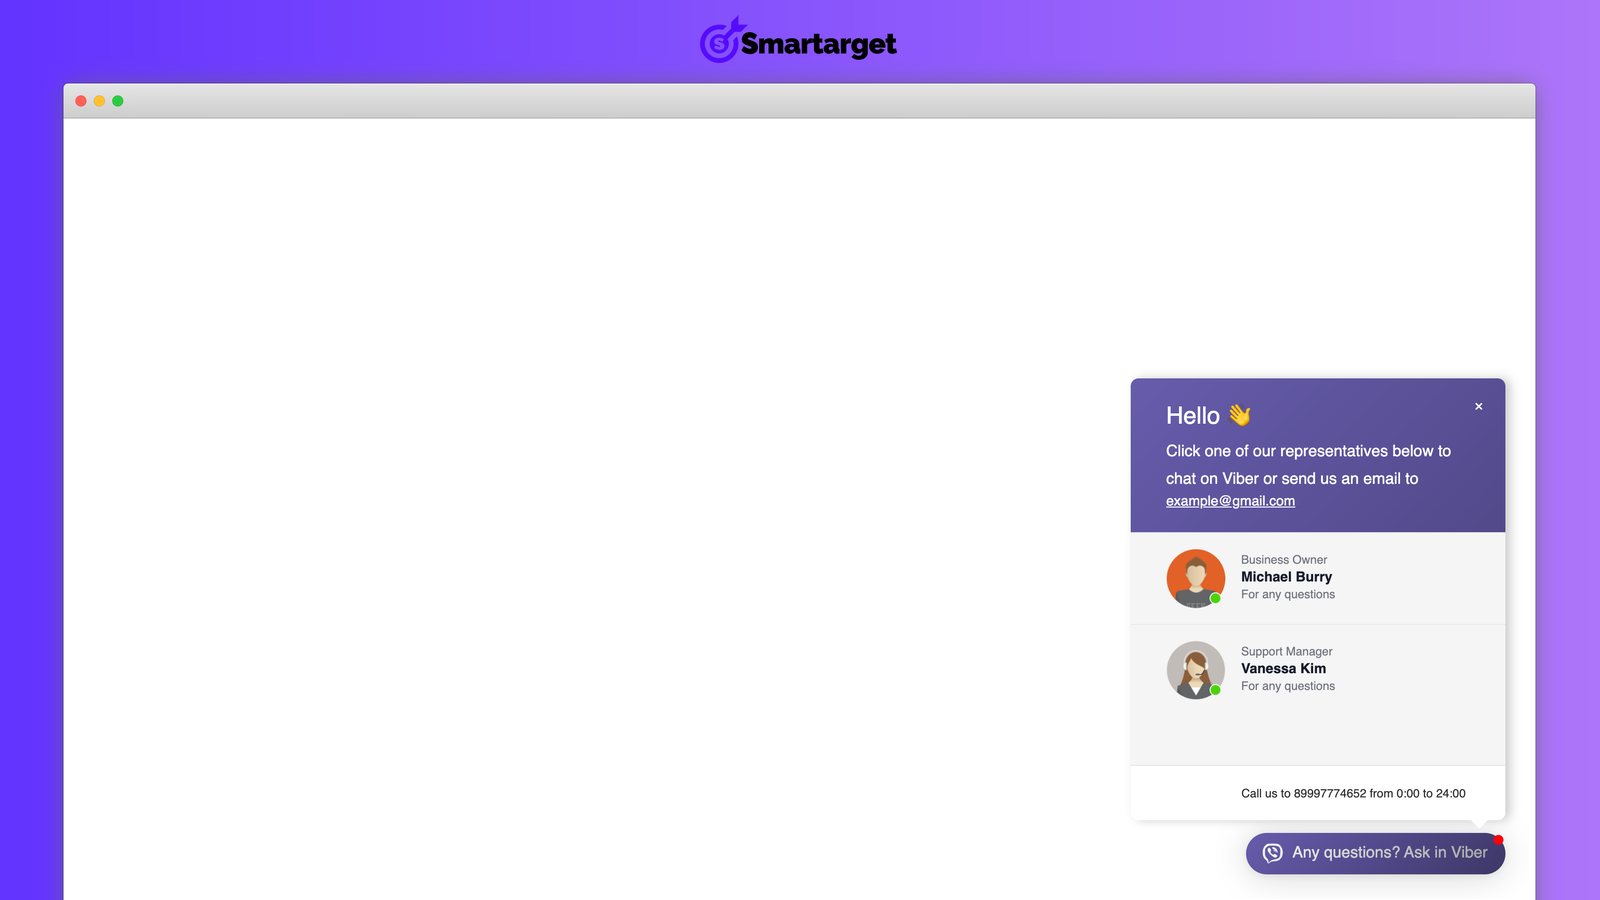 Smartarget
Hello 👋
×
Click one of our representatives below to
chat on Viber or send us an email to
example@gmail.com
Business Owner
Michael Burry
For any questions
Support Manager
Vanessa Kim
For any questions
Call us to 89997774652 from 0:00 to 24:00
Any questions? Ask in Viber